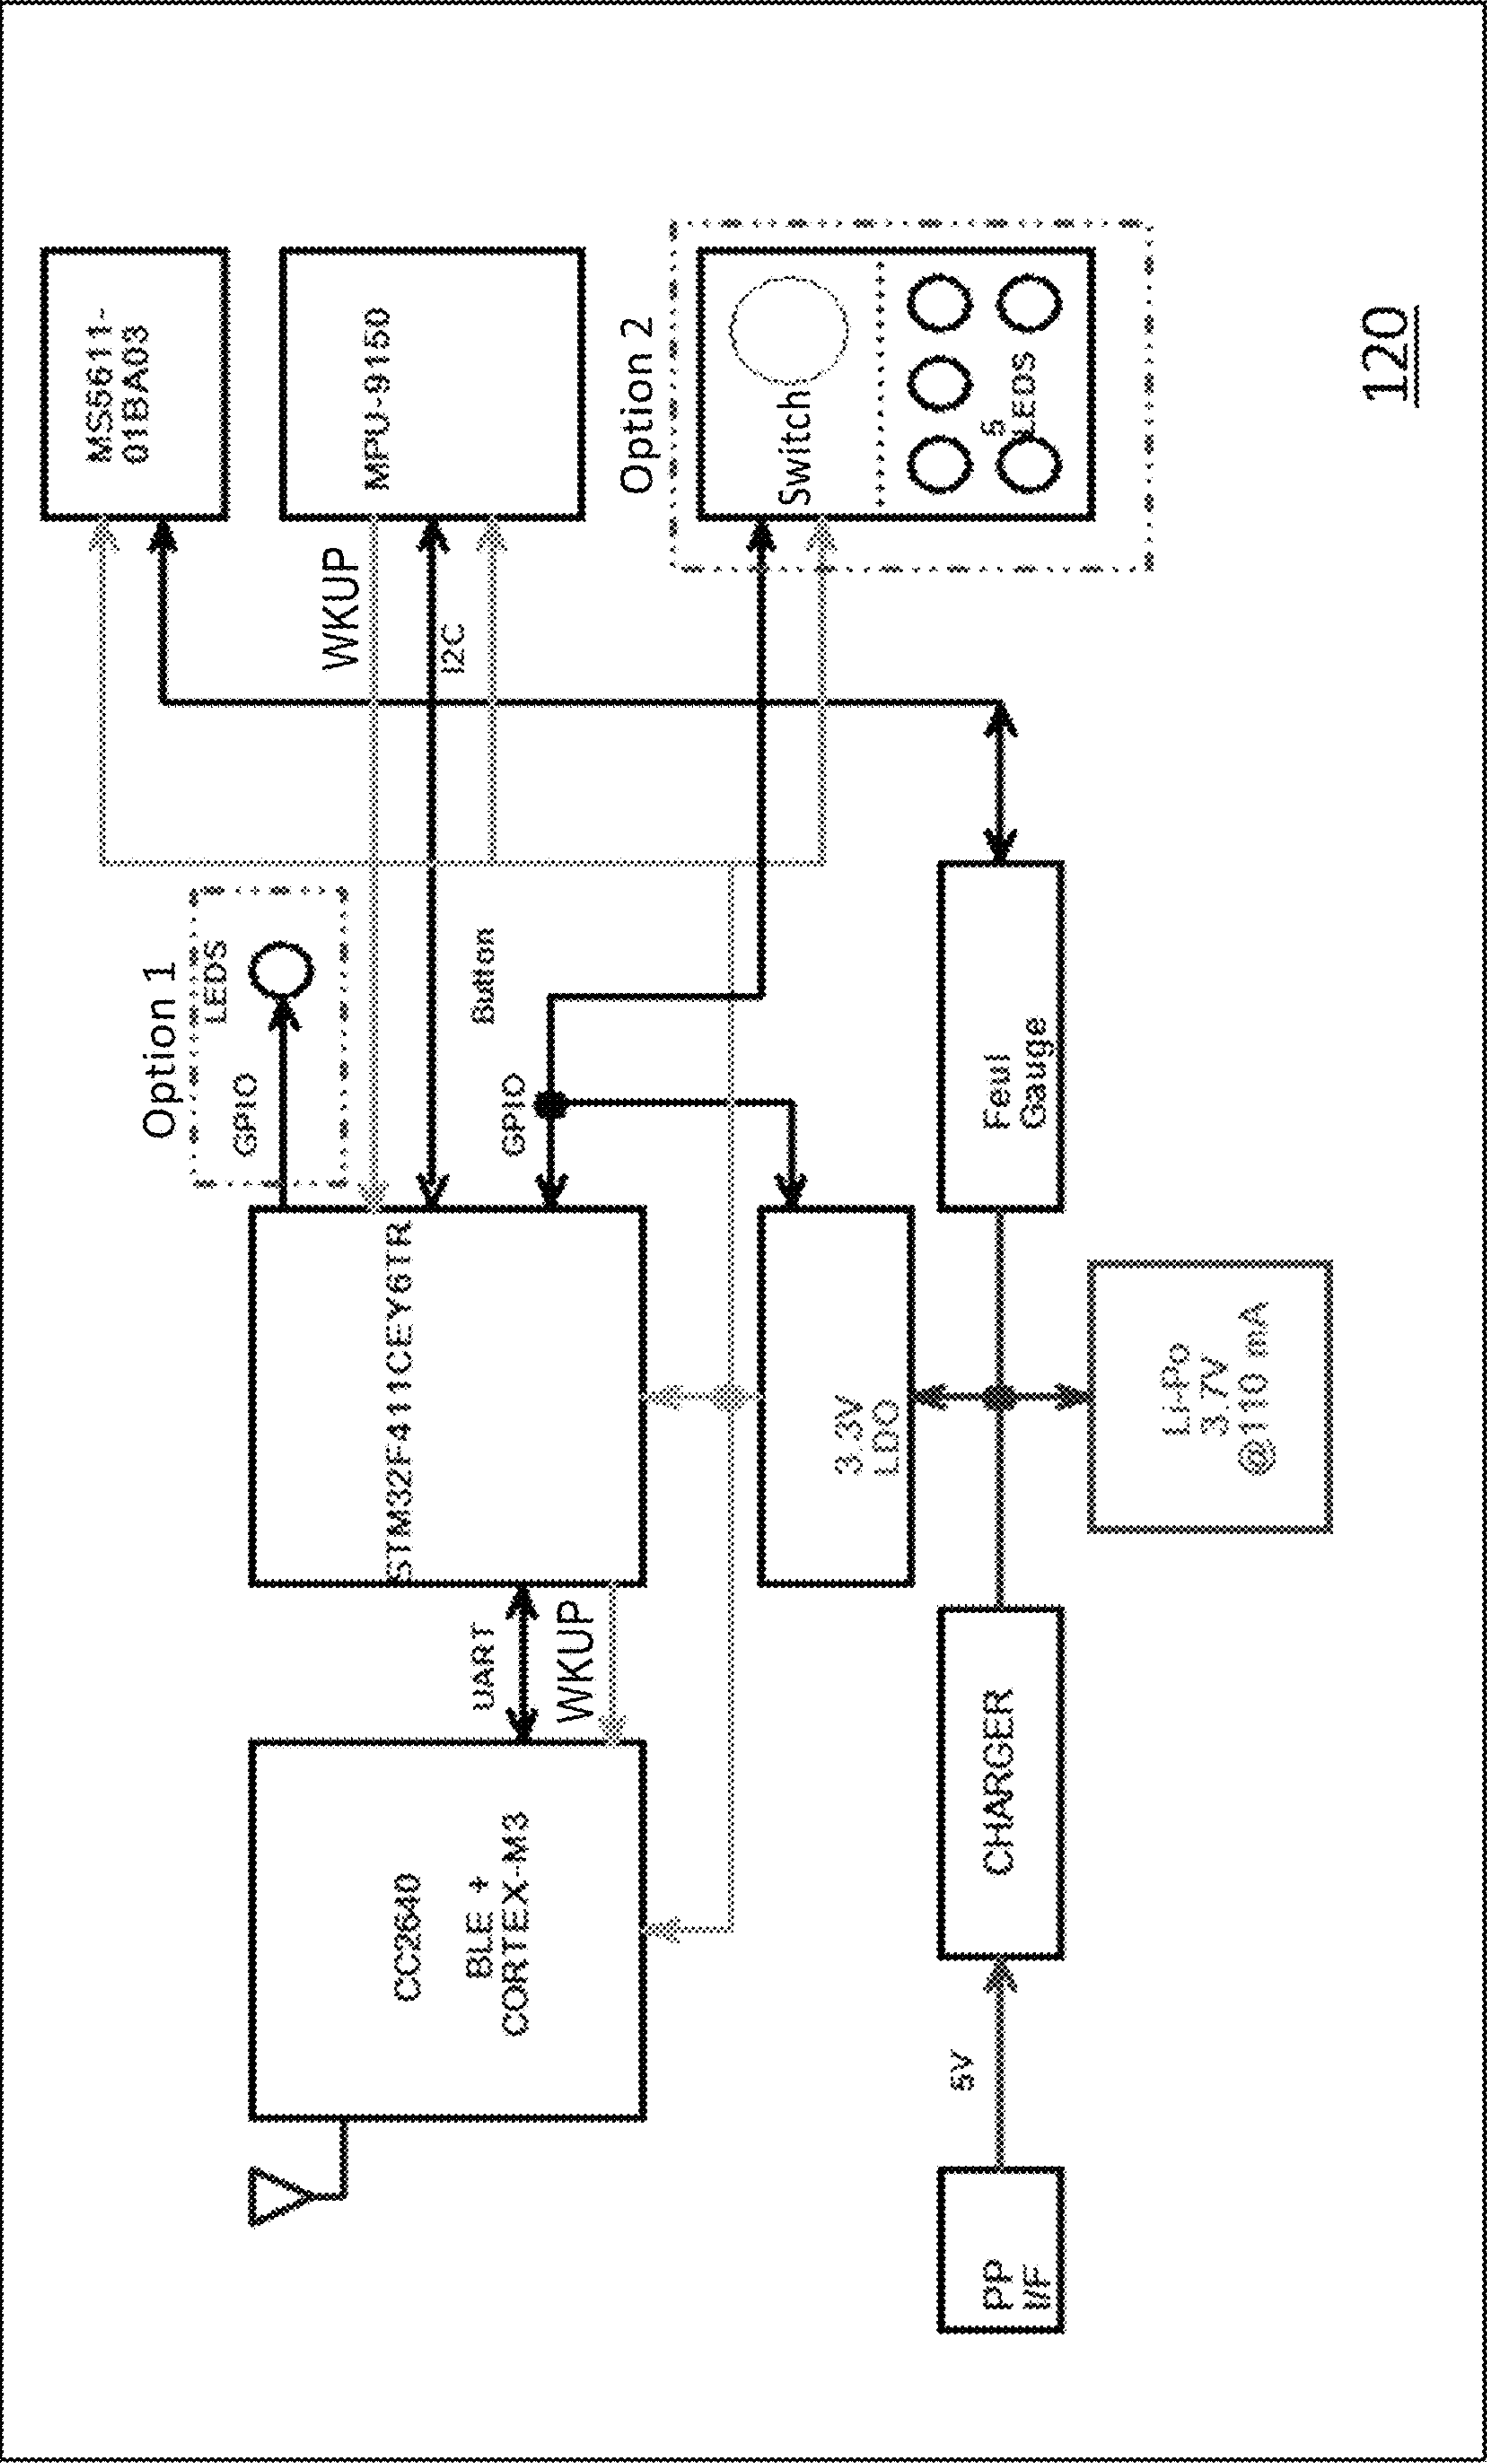 MS5611-
01BA03
Option 1
LEDS
GPIO
WKUP
MPU-9150
I2C
STM32F411CEY6TR
CC2640
BLE +
CORTEX-M3
UART
WKUP
Button
GPIO
Option 2
Switch
5
LEDS
3.3V
LDO
5V
PP
I/F
CHARGER
Feul
Gauge
Li-Po
3.7V
@110 mA
120